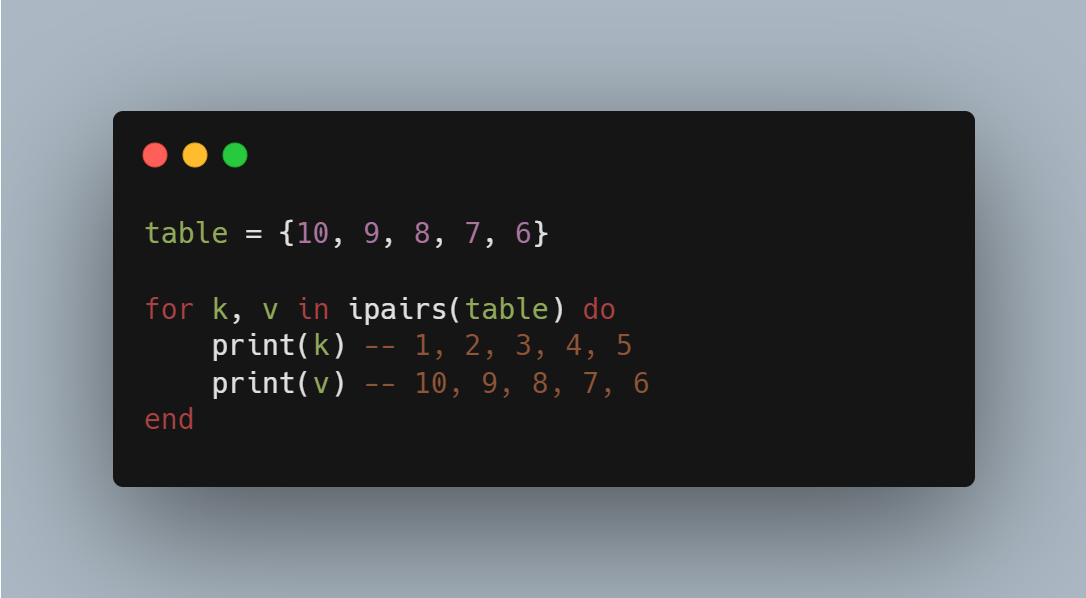 table = {10, 9, 8, 7, 6}
for k, v in ipairs(table) do
    print(k) -- 1, 2, 3, 4, 5
    print(v) -- 10, 9, 8, 7, 6
end